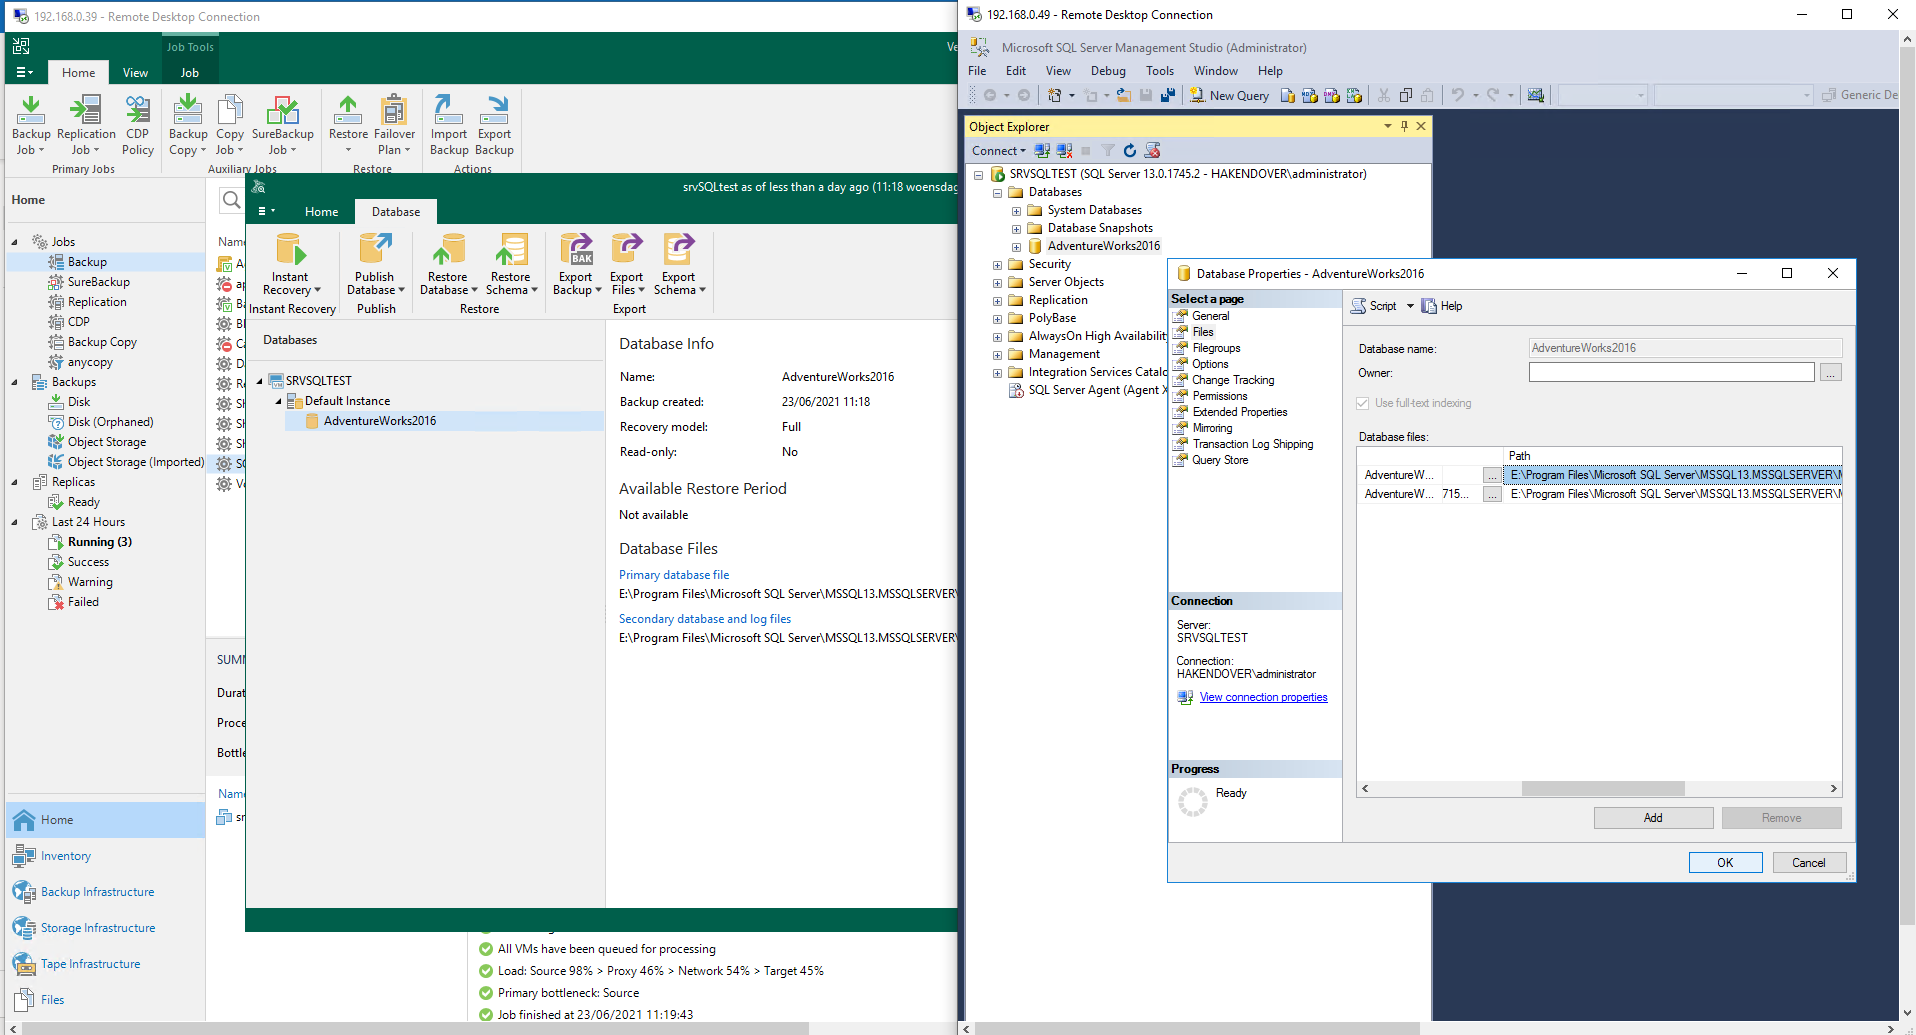 192.168.0.39 - Remote Desktop Connection
Job Tools
Home
View
Job
Backup Job
Replication Job
CDP Policy
Backup Copy
Copy Job
SureBackup Job
Restore
Failover Plan
Import Backup
Export Backup
Primary Jobs
Auxiliary Jobs
Restore
Actions
Home
Jobs
Backup
SureBackup
Replication
CDP
Backup Copy
anycopy
Backups
Disk
Disk (Orphaned)
Object Storage
Object Storage (Imported)
Replicas
Ready
Last 24 Hours
Running (3)
Success
Warning
Failed
Home
Inventory
Backup Infrastructure
Storage Infrastructure
Tape Infrastructure
Files
srvSQLtest as of less than a day ago (11:18 woensdag
Home
Database
Instant Recovery
Publish Database
Restore Database
Restore Schema
Export Backup
BAK
Export Files
Export Schema
Instant Recovery
Publish
Restore
Export
Databases
SRVSQLTEST
Default Instance
AdventureWorks2016
Database Info
Name: AdventureWorks2016
Backup created: 23/06/2021 11:18
Recovery model: Full
Read-only: No
Available Restore Period
Not available
Database Files
Primary database file
E:\Program Files\Microsoft SQL Server\MSSQL13.MSSQLSERVER\
Secondary database and log files
E:\Program Files\Microsoft SQL Server\MSSQL13.MSSQLSERVER\
All VMs have been queued for processing
Load: Source 98% > Proxy 46% > Network 54% > Target 45%
Primary bottleneck: Source
Job finished at 23/06/2021 11:19:43
192.168.0.49 - Remote Desktop Connection
Microsoft SQL Server Management Studio (Administrator)
File Edit View Debug Tools Window Help
New Query
Generic De
Object Explorer
Connect
SRVSQLTEST (SQL Server 13.0.1745.2 - HAKENDOVER\administrator)
Databases
System Databases
Database Snapshots
AdventureWorks2016
Security
Server Objects
Replication
PolyBase
AlwaysOn High Availabilit
Management
Integration Services Catalo
SQL Server Agent (Agent X
Database Properties - AdventureWorks2016
Select a page
General
Files
Filegroups
Options
Change Tracking
Permissions
Extended Properties
Mirroring
Transaction Log Shipping
Query Store
Connection
Server:
SRVSQLTEST
Connection:
HAKENDOVER\administrator
View connection properties
Progress
Ready
Script
Help
Database name: AdventureWorks2016
Owner:
...
Use full-text indexing
Database files:
Path
AdventureW... ... E:\Program Files\Microsoft SQL Server\MSSQL13.MSSQLSERVER\M
AdventureW... 715... ... E:\Program Files\Microsoft SQL Server\MSSQL13.MSSQLSERVER\M
Add
Remove
OK
Cancel